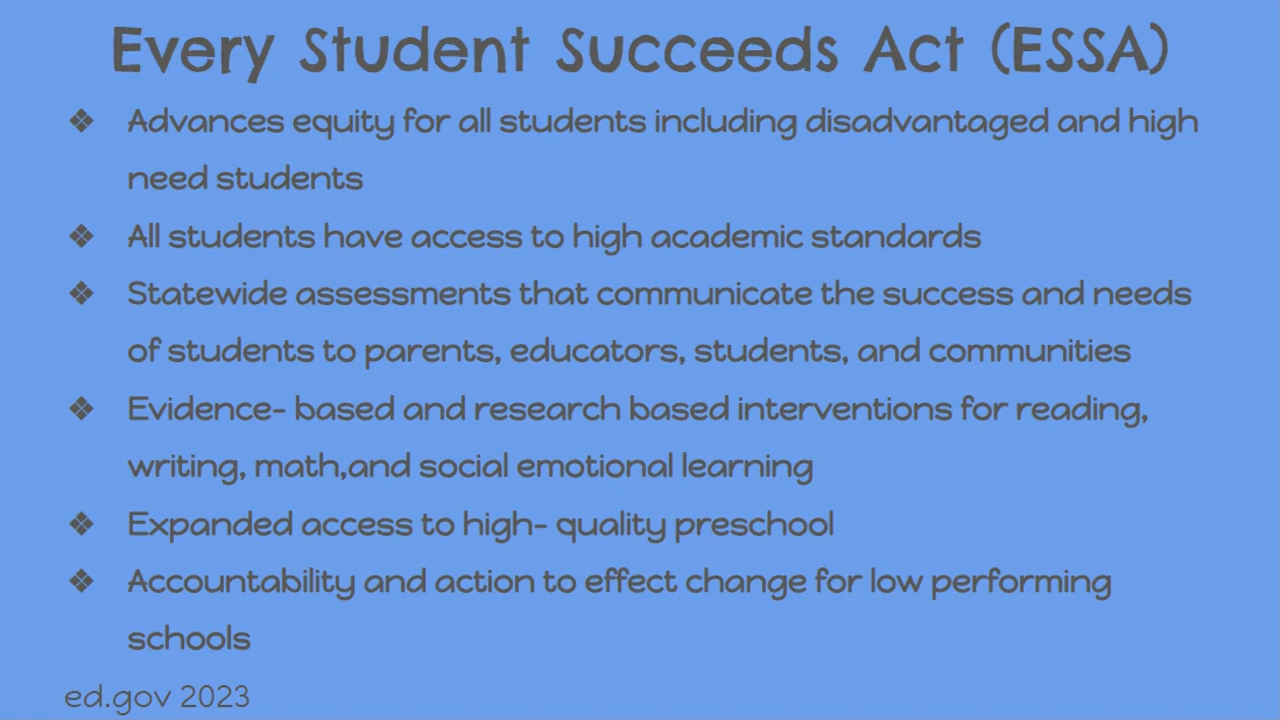 Every Student Succeeds Act (ESSA)
❖ Advances equity for all students including disadvantaged and high
need students
❖ All students have access to high academic standards
❖ Statewide assessments that communicate the success and needs
of students to parents, educators, students, and communities
❖ Evidence- based and research based interventions for reading,
writing, math,and social emotional learning
❖ Expanded access to high- quality preschool
❖ Accountability and action to effect change for low performing
schools
ed.gov 2023